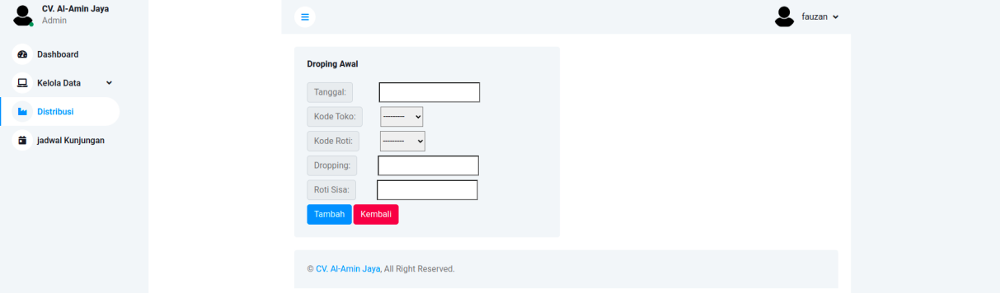 CV. Al-Amin Jaya
Admin
Dashboard
Kelola Data
Distribusi
jadwal Kunjungan
fauzan
Droping Awal
Tanggal:
Kode Toko:
---------
Kode Roti:
---------
Dropping:
Roti Sisa:
Tambah Kembali
© CV. Al-Amin Jaya, All Right Reserved.